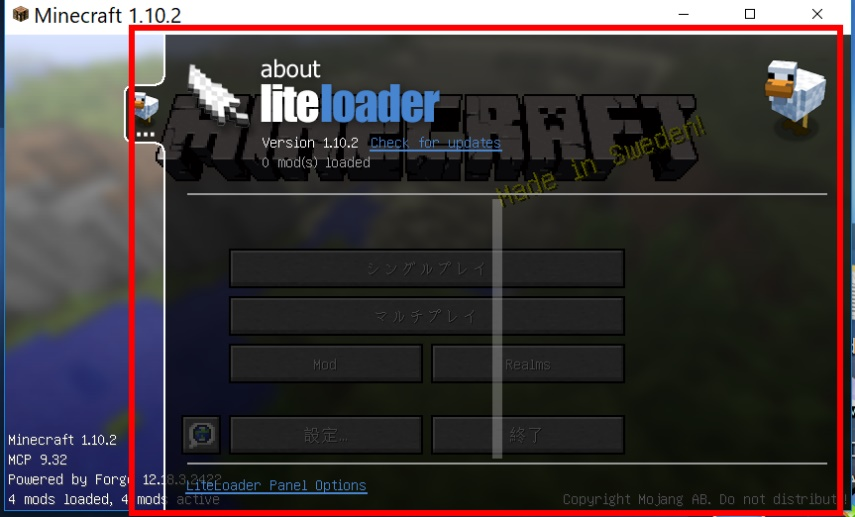 Minecraft 1.10.2
about
liteloader
MINECRAFT
Version 1.10.2 Check for updates
0 mod(s) loaded
Made in Sweden!
シングルプレイ
マルチプレイ
Mod
Realms
設定...
終了
Minecraft 1.10.2
MCP 9.32
Powered by Forge 12.18.3.2422
4 mods loaded, 4 mods active
LiteLoader Panel Options
Copyright Mojang AB. Do not distribut